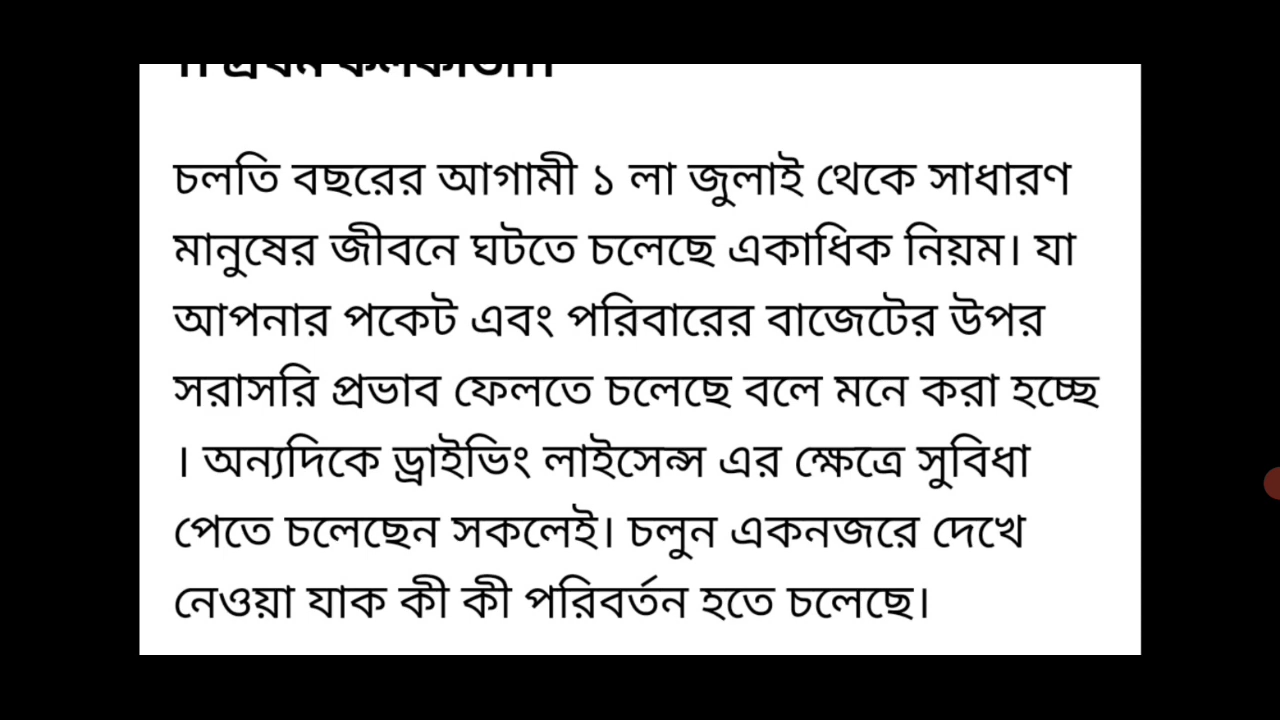 ।। প্রথম কলকাতা।।
চলতি বছরের আগামী ১ লা জুলাই থেকে সাধারণ
মানুষের জীবনে ঘটতে চলেছে একাধিক নিয়ম। যা
আপনার পকেট এবং পরিবারের বাজেটের উপর
সরাসরি প্রভাব ফেলতে চলেছে বলে মনে করা হচ্ছে
। অন্যদিকে ড্রাইভিং লাইসেন্স এর ক্ষেত্রে সুবিধা
পেতে চলেছেন সকলেই। চলুন একনজরে দেখে
নেওয়া যাক কী কী পরিবর্তন হতে চলেছে।